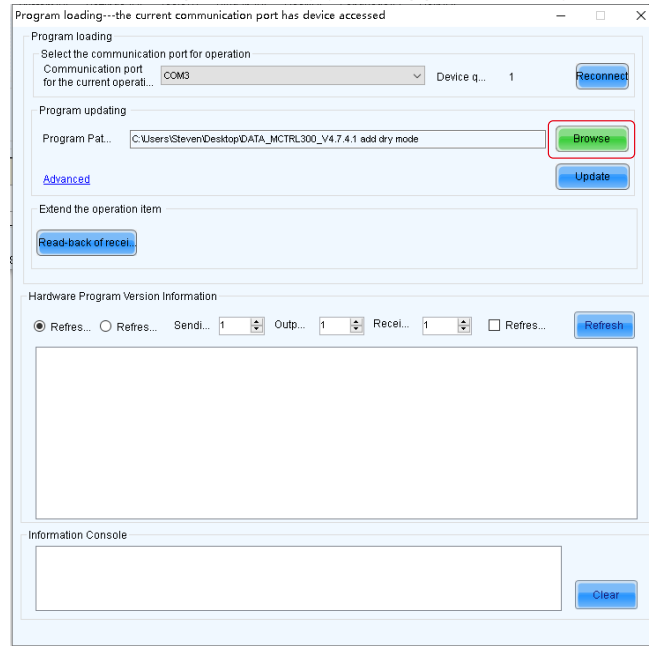 Program loading---the current communication port has device accessed
Program loading
Select the communication port for operation
Communication port
for the current operati...
COM3
Device q...
1
Reconnect
Program updating
Program Pat...
C:\Users\Steven\Desktop\DATA_MCTRL300_V4.7.4.1 add dry mode
Browse
Advanced
Update
Extend the operation item
Read-back of recei...
Hardware Program Version Information
Refres...
Refres...
Sendi...
1
Outp...
1
Recei...
1
Refres...
Refresh
Information Console
Clear